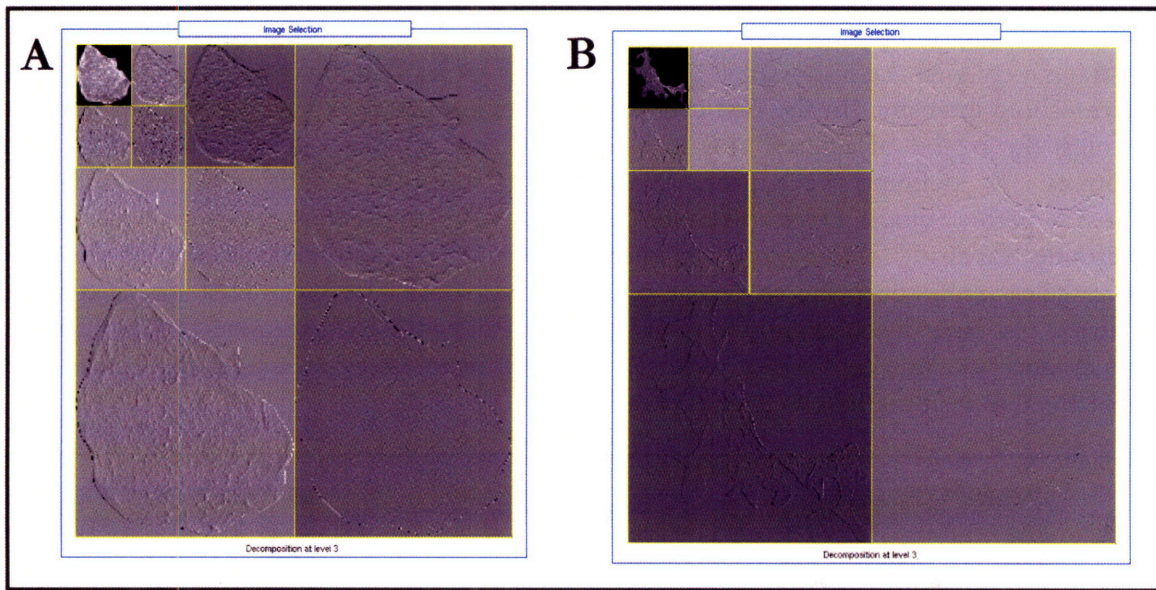 A
Image Selection
Decomposition at level 3
B
Image Selection
Decomposition at level 3